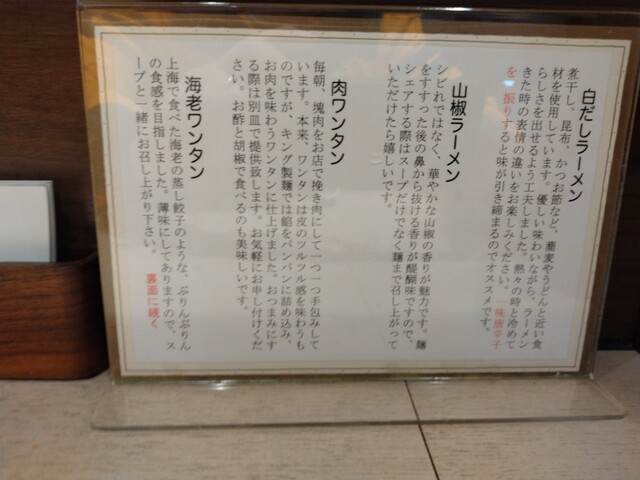 白だしラーメン
煮干し、昆布、かつお節など、蕎麦やうどんと近い食
材を使用しています。優しい味わいながら、ラーメン
らしさを出せるよう工夫しました。熱々の時と冷めて
きた時の表情の違いをお楽しみください。一味唐辛子
を一振りすると味が引き締まるのでオススメです。
山椒ラーメン
シビれではなく、華やかな山椒の香りが魅力です。麺
をすすった後の鼻から抜ける香りが醍醐味ですので、
シェアする際はスープだけでなく麺まで召し上がって
いただけたら嬉しいです。
肉ワンタン
毎朝、塊肉をお店で挽き肉にして一つ一つ手包みして
います。本来、ワンタンは皮のツルツル感を味わうも
のですが、キング製麺では餡をパンパンに詰め込み、
お肉を味わうワンタンに仕上げました。おつまみにす
る際は別皿で提供致します。お気軽にお申し付けくだ
さい。お酢と胡椒で食べるのも美味しいです。
海老ワンタン
上海で食べた海老の蒸し餃子のような、ぷりんぷりん
の食感を目指しました。薄味にしてありますので、ス
ープと一緒にお召し上がり下さい。 裏面に続く